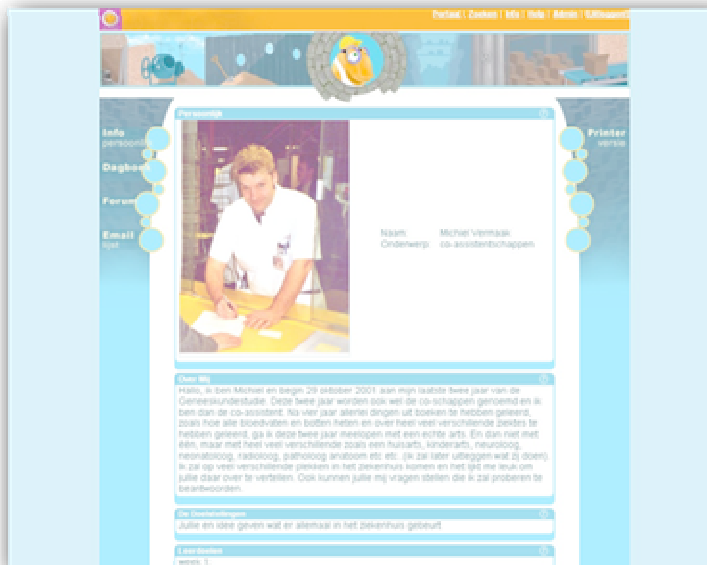 Portaal | Zoeken | Info | Help | Admin | [Uitloggen]
Info
persoonlijk
Dagboek
Forum
Email
lijst
Printer
versie
Persoonlijk
Naam: Michiel Vermaak
Onderwerp co-assistentschappen
Over Mij
Hallo, ik ben Michiel en begin 29 oktober 2001 aan mijn laatste twee jaar van de
Geneeskundestudie. Deze twee jaar worden ook wel de co-schappen genoemd en ik
ben dan de co-assistent. Na vier jaar allerlei dingen uit boeken te hebben geleerd,
zoals hoe alle bloedvaten en botten heten en over heel veel verschillende ziektes te
hebben geleerd, ga ik deze twee jaar meelopen met een echte arts. En dan niet met
één, maar met heel veel verschillende zoals een huisarts, kinderarts, neuroloog,
neonatoloog, radioloog, patholoog anatoom etc etc. (ik zal later uitleggen wat zij doen).
Ik zal op veel verschillende plekken in het ziekenhuis komen en het lijkt me leuk om
jullie daar over te vertellen. Ook kunnen jullie mij vragen stellen die ik zal proberen te
beantwoorden.
De Doelstellingen
Jullie en idee geven wat er allemaal in het ziekenhuis gebeurt
Leerdoelen
week 1: